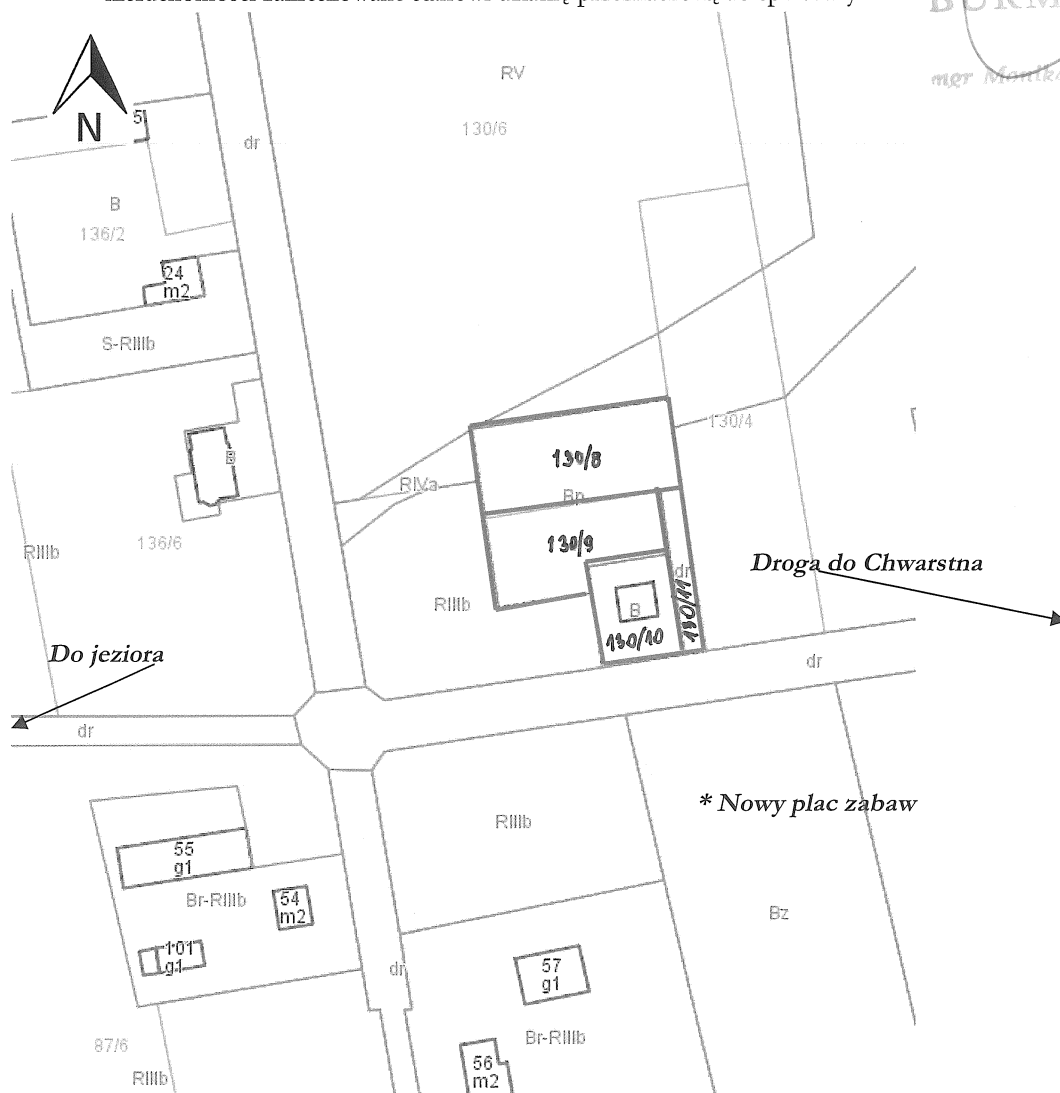 BURM
mgr Monika
N
5
RV
130/6
dr
B
136/2
24
m2
S-RIIIb
130/4
B
130/8
RIVa
Bp
130/9
136/6
RIIIb
Droga do Chwarstna
dr
RIIIb
B
130/10
130/11
Do jeziora
dr
dr
* Nowy plac zabaw
RIIIb
55
g1
Br-RIIIb
54
m2
Bz
101
g1
dr
57
g1
Br-RIIIb
87/6
56
m2
RIIIb